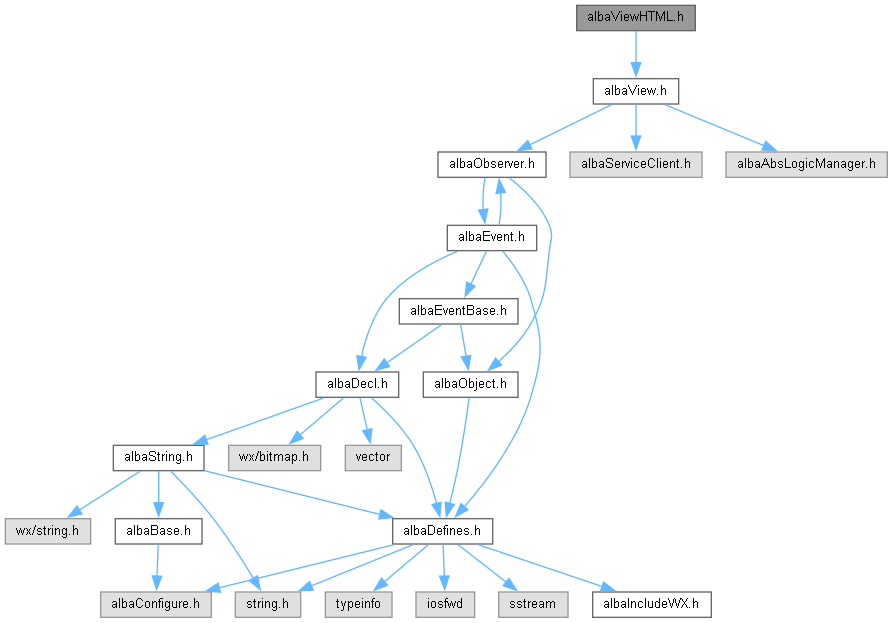 albaViewHTML.h
albaView.h
albaObserver.h
albaServiceClient.h
albaAbsLogicManager.h
albaEvent.h
albaEventBase.h
albaDecl.h
albaObject.h
albaString.h
wx/bitmap.h
vector
wx/string.h
albaBase.h
albaDefines.h
albaConfigure.h
string.h
typeinfo
iosfwd
sstream
albaIncludeWX.h